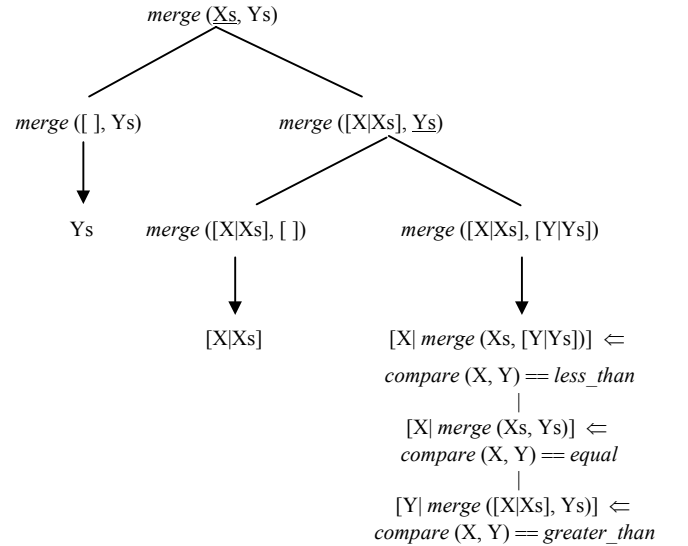 merge (Xs, Ys)
merge ([ ], Ys)
merge ([X|Xs], Ys)
Ys
merge ([X|Xs], [ ])
merge ([X|Xs], [Y|Ys])
[X|Xs]
[X| merge (Xs, [Y|Ys])] ⇐
compare (X, Y) == less_than
|
[X| merge (Xs, Ys)] ⇐
compare (X, Y) == equal
|
[Y| merge ([X|Xs], Ys)] ⇐
compare (X, Y) == greater_than